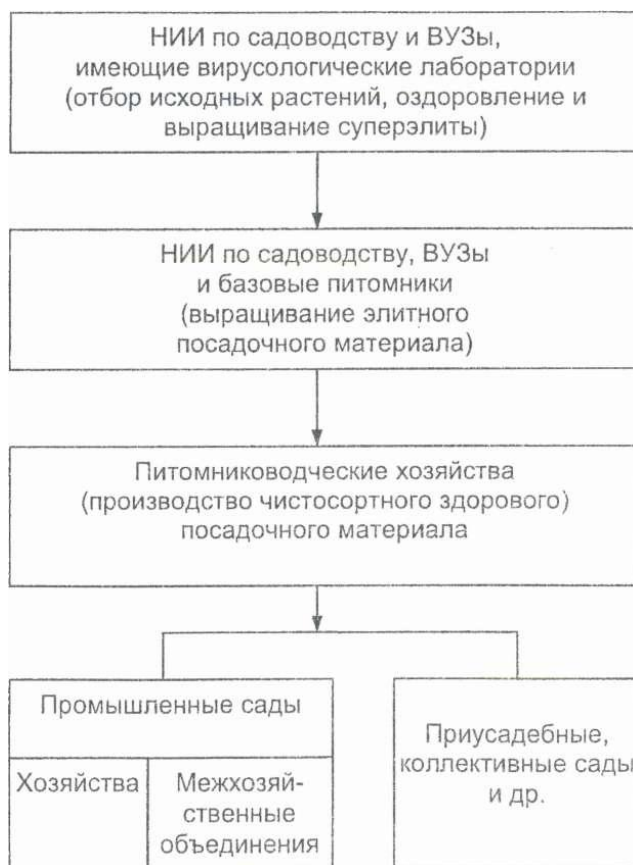 НИИ по садоводству и ВУЗы,
имеющие вирусологические лаборатории
(отбор исходных растений, оздоровление и
выращивание суперэлиты)
НИИ по садоводству, ВУЗы
и базовые питомники
(выращивание элитного
посадочного материала)
Питомниководческие хозяйства
(производство чистосортного здорового)
посадочного материала
Промышленные сады
Хозяйства
Межхозяй-
ственные
объединения
Приусадебные,
коллективные сады
и др.